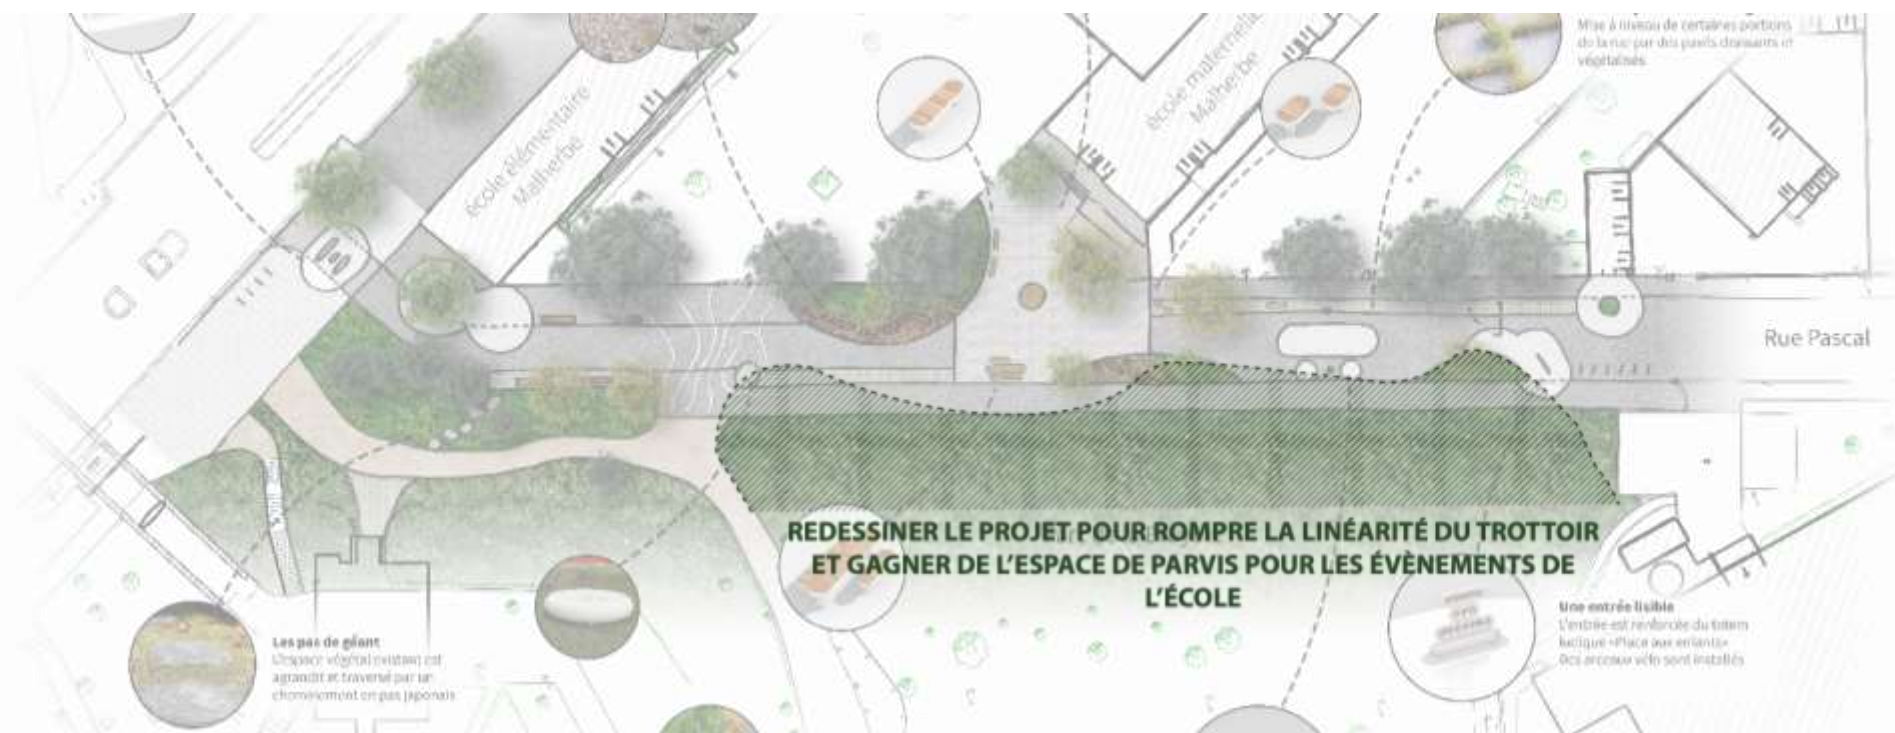 Mise à niveau de certaines portions
de la rue par des pavés drainants et
végétalisés
école maternelle
Malherbe
école élémentaire
Malherbe
Rue Pascal
REDESSINER LE PROJET POUR ROMPRE LA LINÉARITÉ DU TROTTOIR
ET GAGNER DE L'ESPACE DE PARVIS POUR LES ÉVÈNEMENTS DE
L'ÉCOLE
Les pas de géant
L'espace végétal existant est
agrandit et traversé par un
cheminement en pas japonais
Une entrée lisible
L'entrée est renforcée du totem
ludique «Place aux enfants»
Des arceaux vélo sont installés